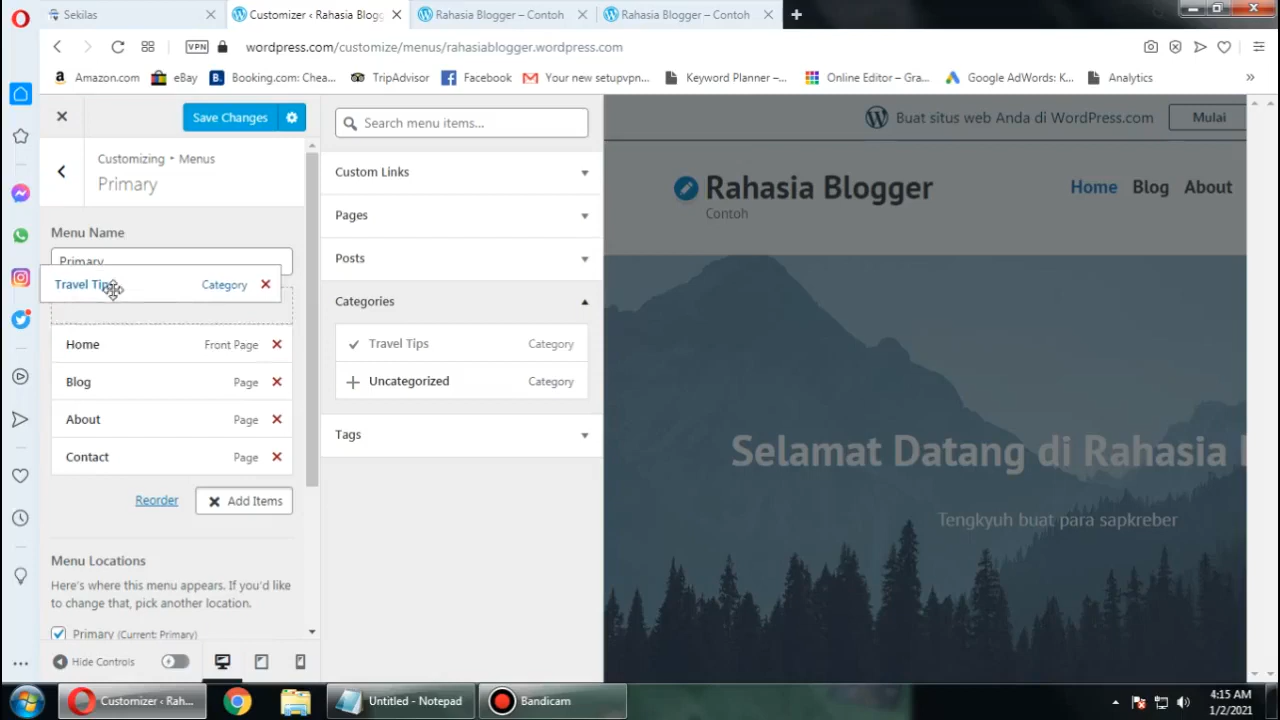 Sekilas
Customizer ‹ Rahasia Blogg
Rahasia Blogger – Contoh
Rahasia Blogger – Contoh
VPN
wordpress.com/customize/menus/rahasiablogger.wordpress.com
Amazon.com
eBay
Booking.com: Chea...
TripAdvisor
Facebook
Your new setupvpn...
Keyword Planner –...
Online Editor – Gra...
Google AdWords: K...
Analytics
Save Changes
Customizing • Menus
Primary
Menu Name
Primary
Travel Tips
Category
Home
Front Page
Blog
Page
About
Page
Contact
Page
Reorder
Add Items
Menu Locations
Here's where this menu appears. If you'd like
to change that, pick another location.
Primary (Current: Primary)
Hide Controls
Search menu items...
Custom Links
Pages
Posts
Categories
Travel Tips
Category
Uncategorized
Category
Tags
Buat situs web Anda di WordPress.com
Mulai
Rahasia Blogger
Contoh
Home
Blog
About
Selamat Datang di Rahasia
Tengkyuh buat para sapkreber
Customizer ‹ Rah...
Untitled - Notepad
Bandicam
4:15 AM
1/2/2021